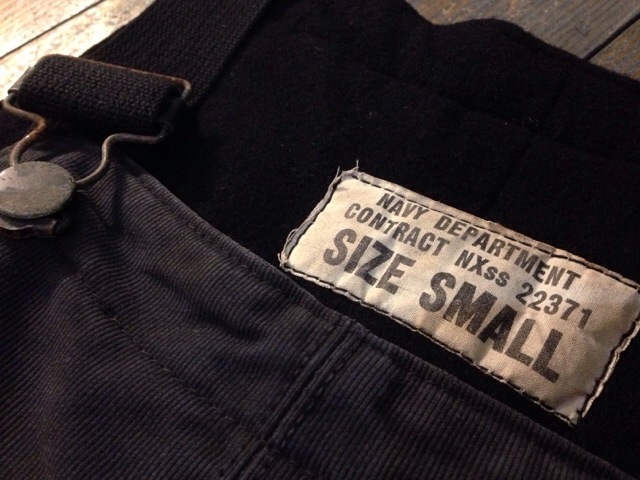 NAVY DEPARTMENT
CONTRACT NXss 22371
SIZE SMALL